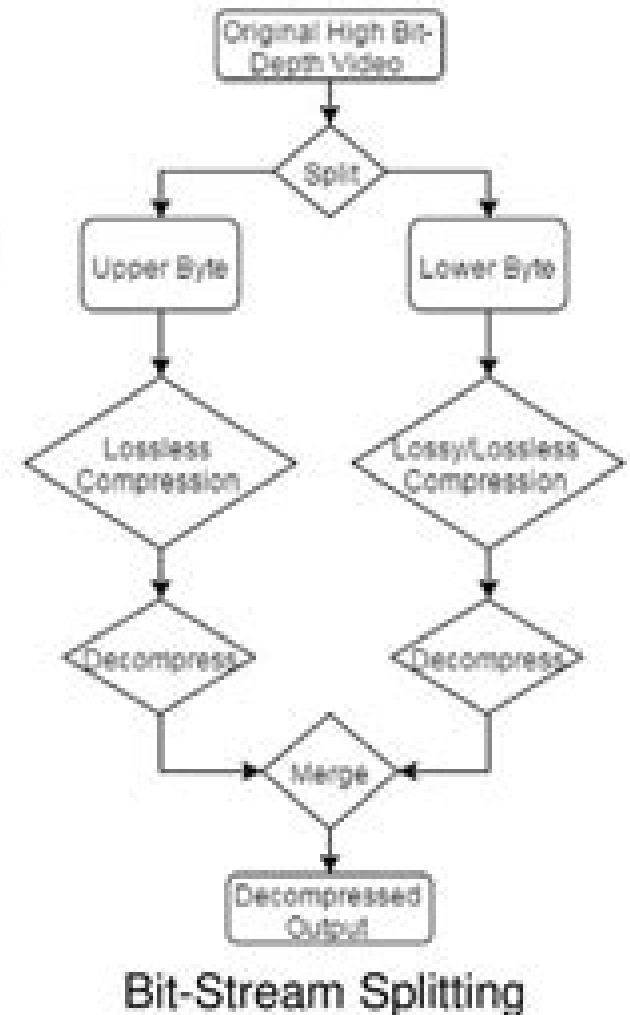 Original High Bit-
Depth Video
Split
Upper Byte
Lower Byte
Lossless
Compression
Lossy/Lossless
Compression
Decompress
Decompress
Merge
Decompressed
Output
Bit-Stream Splitting